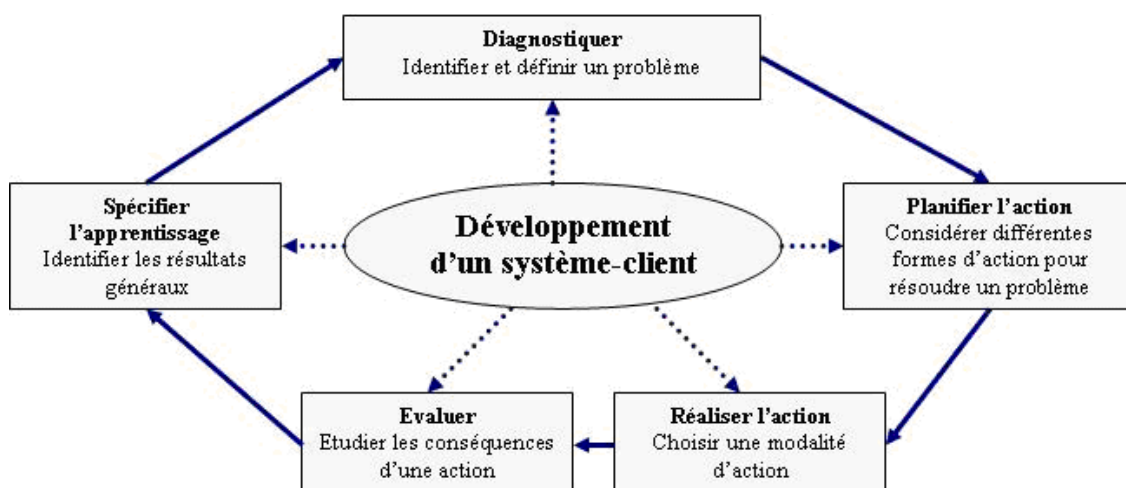 Diagnostiquer
Identifier et définir un problème
Spécifier
l'apprentissage
Identifier les résultats
généraux
Développement
d'un système-client
Planifier l'action
Considérer différentes
formes d'action pour
résoudre un problème
Evaluer
Etudier les conséquences
d'une action
Réaliser l'action
Choisir une modalité
d'action